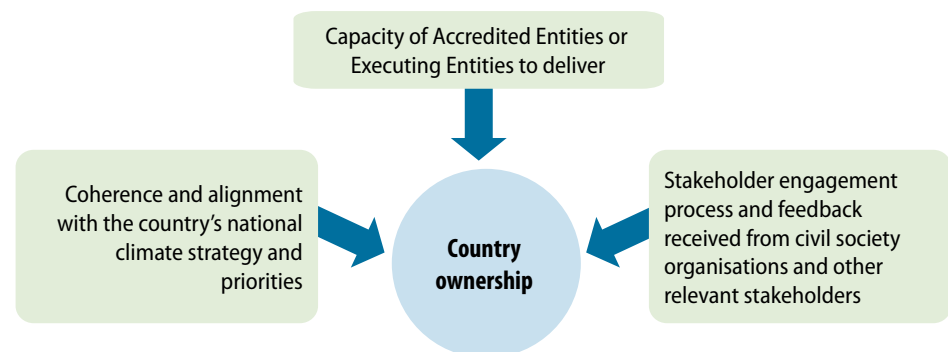 Capacity of Accredited Entities or
Executing Entities to deliver
Coherence and alignment
with the country's national
climate strategy and
priorities
Country
ownership
Stakeholder engagement
process and feedback
received from civil society
organisations and other
relevant stakeholders